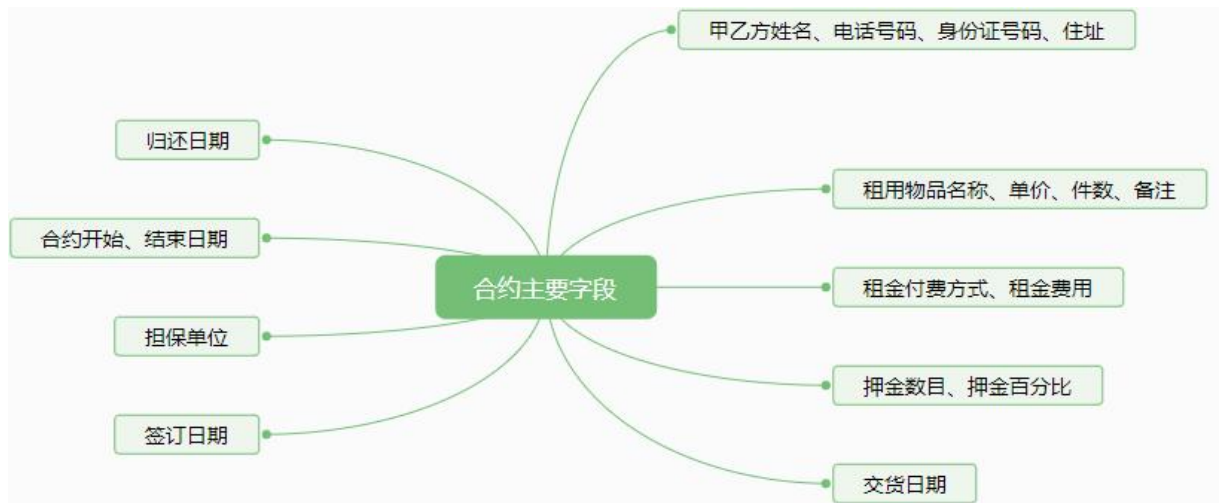 甲乙方姓名、电话号码、身份证号码、住址
归还日期
租用物品名称、单价、件数、备注
合约开始、结束日期
合约主要字段
租金付费方式、租金费用
担保单位
押金数目、押金百分比
签订日期
交货日期